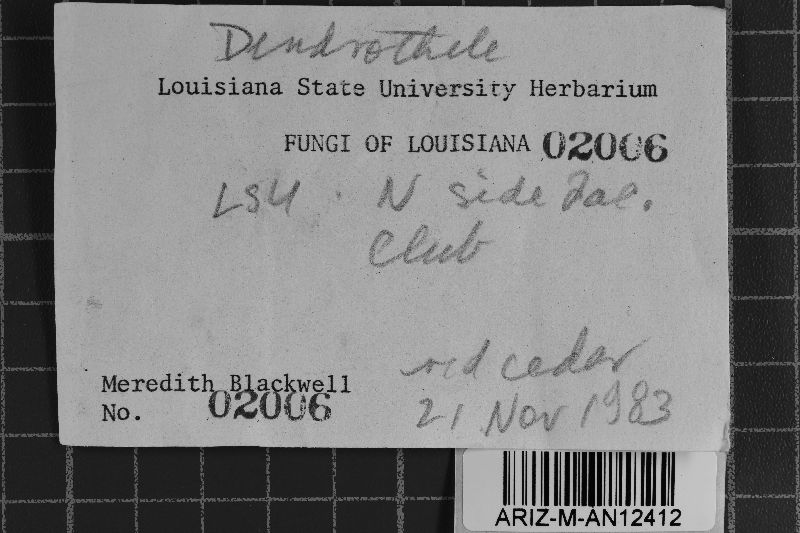 Dendrothele
Louisiana State University Herbarium
FUNGI OF LOUISIANA 02006
LSU · N side Fac.
Club
red cedar
Meredith Blackwell
No. 02006
21 Nov 1983
ARIZ-M-AN12412